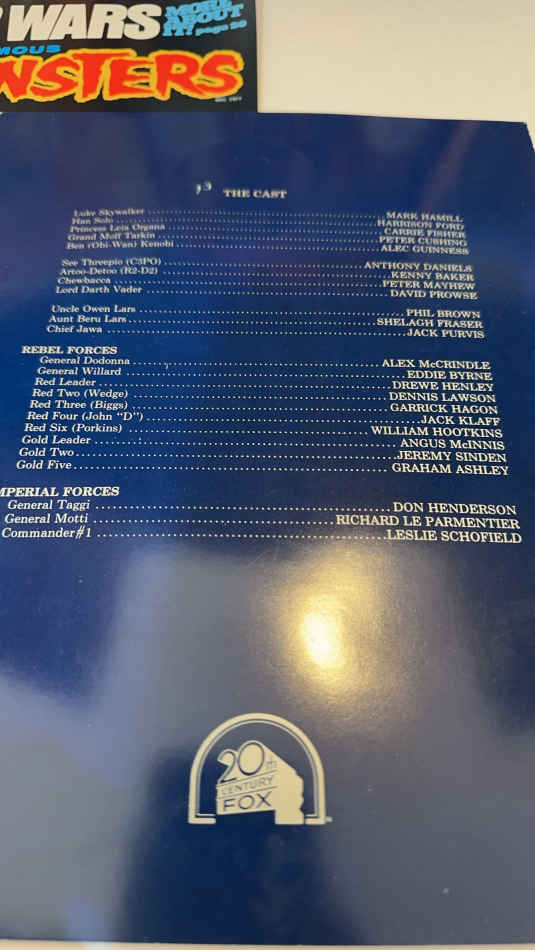 WARS
MORE
ABOUT
IT! page 20
MOUS
NSTERS
THE CAST
Luke Skywalker ... MARK HAMILL
Han Solo ... HARRISON FORD
Princess Leia Organa ... CARRIE FISHER
Grand Moff Tarkin ... PETER CUSHING
Ben (Obi-Wan) Kenobi ... ALEC GUINNESS
See Threepio (C3PO) ... ANTHONY DANIELS
Artoo-Detoo (R2-D2) ... KENNY BAKER
Chewbacca ... PETER MAYHEW
Lord Darth Vader ... DAVID PROWSE
Uncle Owen Lars ... PHIL BROWN
Aunt Beru Lars ... SHELAGH FRASER
Chief Jawa ... JACK PURVIS
REBEL FORCES
General Dodonna ... ALEX McCRINDLE
General Willard ... EDDIE BYRNE
Red Leader ... DREWE HENLEY
Red Two (Wedge) ... DENNIS LAWSON
Red Three (Biggs) ... GARRICK HAGON
Red Four (John "D") ... JACK KLAFF
Red Six (Porkins) ... WILLIAM HOOTKINS
Gold Leader ... ANGUS McINNIS
Gold Two ... JEREMY SINDEN
Gold Five ... GRAHAM ASHLEY
MPERIAL FORCES
General Taggi ... DON HENDERSON
General Motti ... RICHARD LE PARMENTIER
Commander #1 ... LESLIE SCHOFIELD
20th
CENTURY
FOX